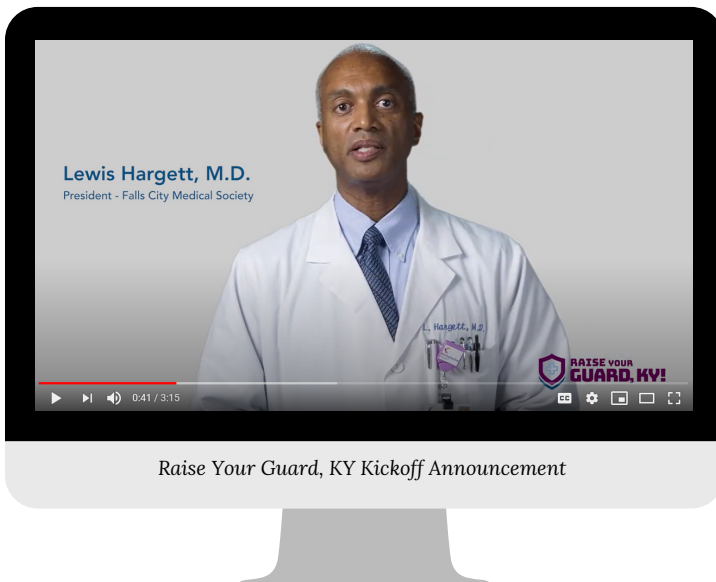 Lewis Hargett, M.D.
President - Falls City Medical Society
L. Hargett, M.D.
RAISE YOUR
GUARD, KY!
0:41 / 3:15
CC
Raise Your Guard, KY Kickoff Announcement